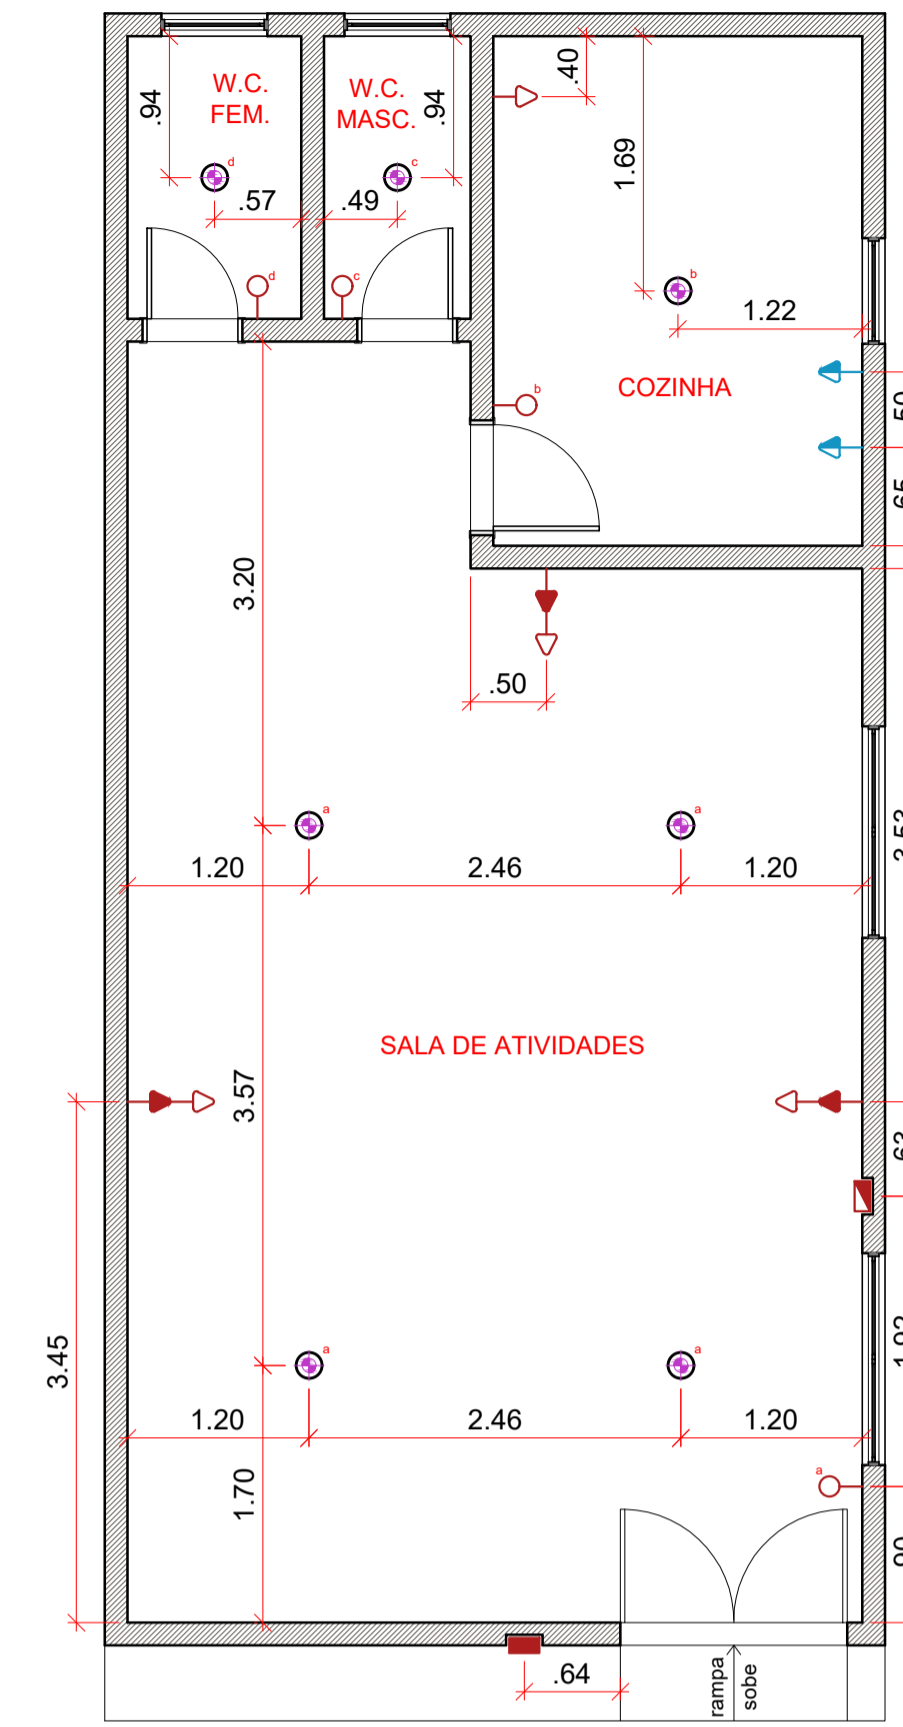 W.C.
FEM.
W.C.
MASC.
.94
.94
.40
1.69
d
c
.57
.49
d
c
b
1.22
COZINHA
b
3.20
.50
a
a
1.20
2.46
1.20
SALA DE ATIVIDADES
3.57
3.45
a
a
1.20
2.46
1.20
1.70
a
.64
rampa
sobe